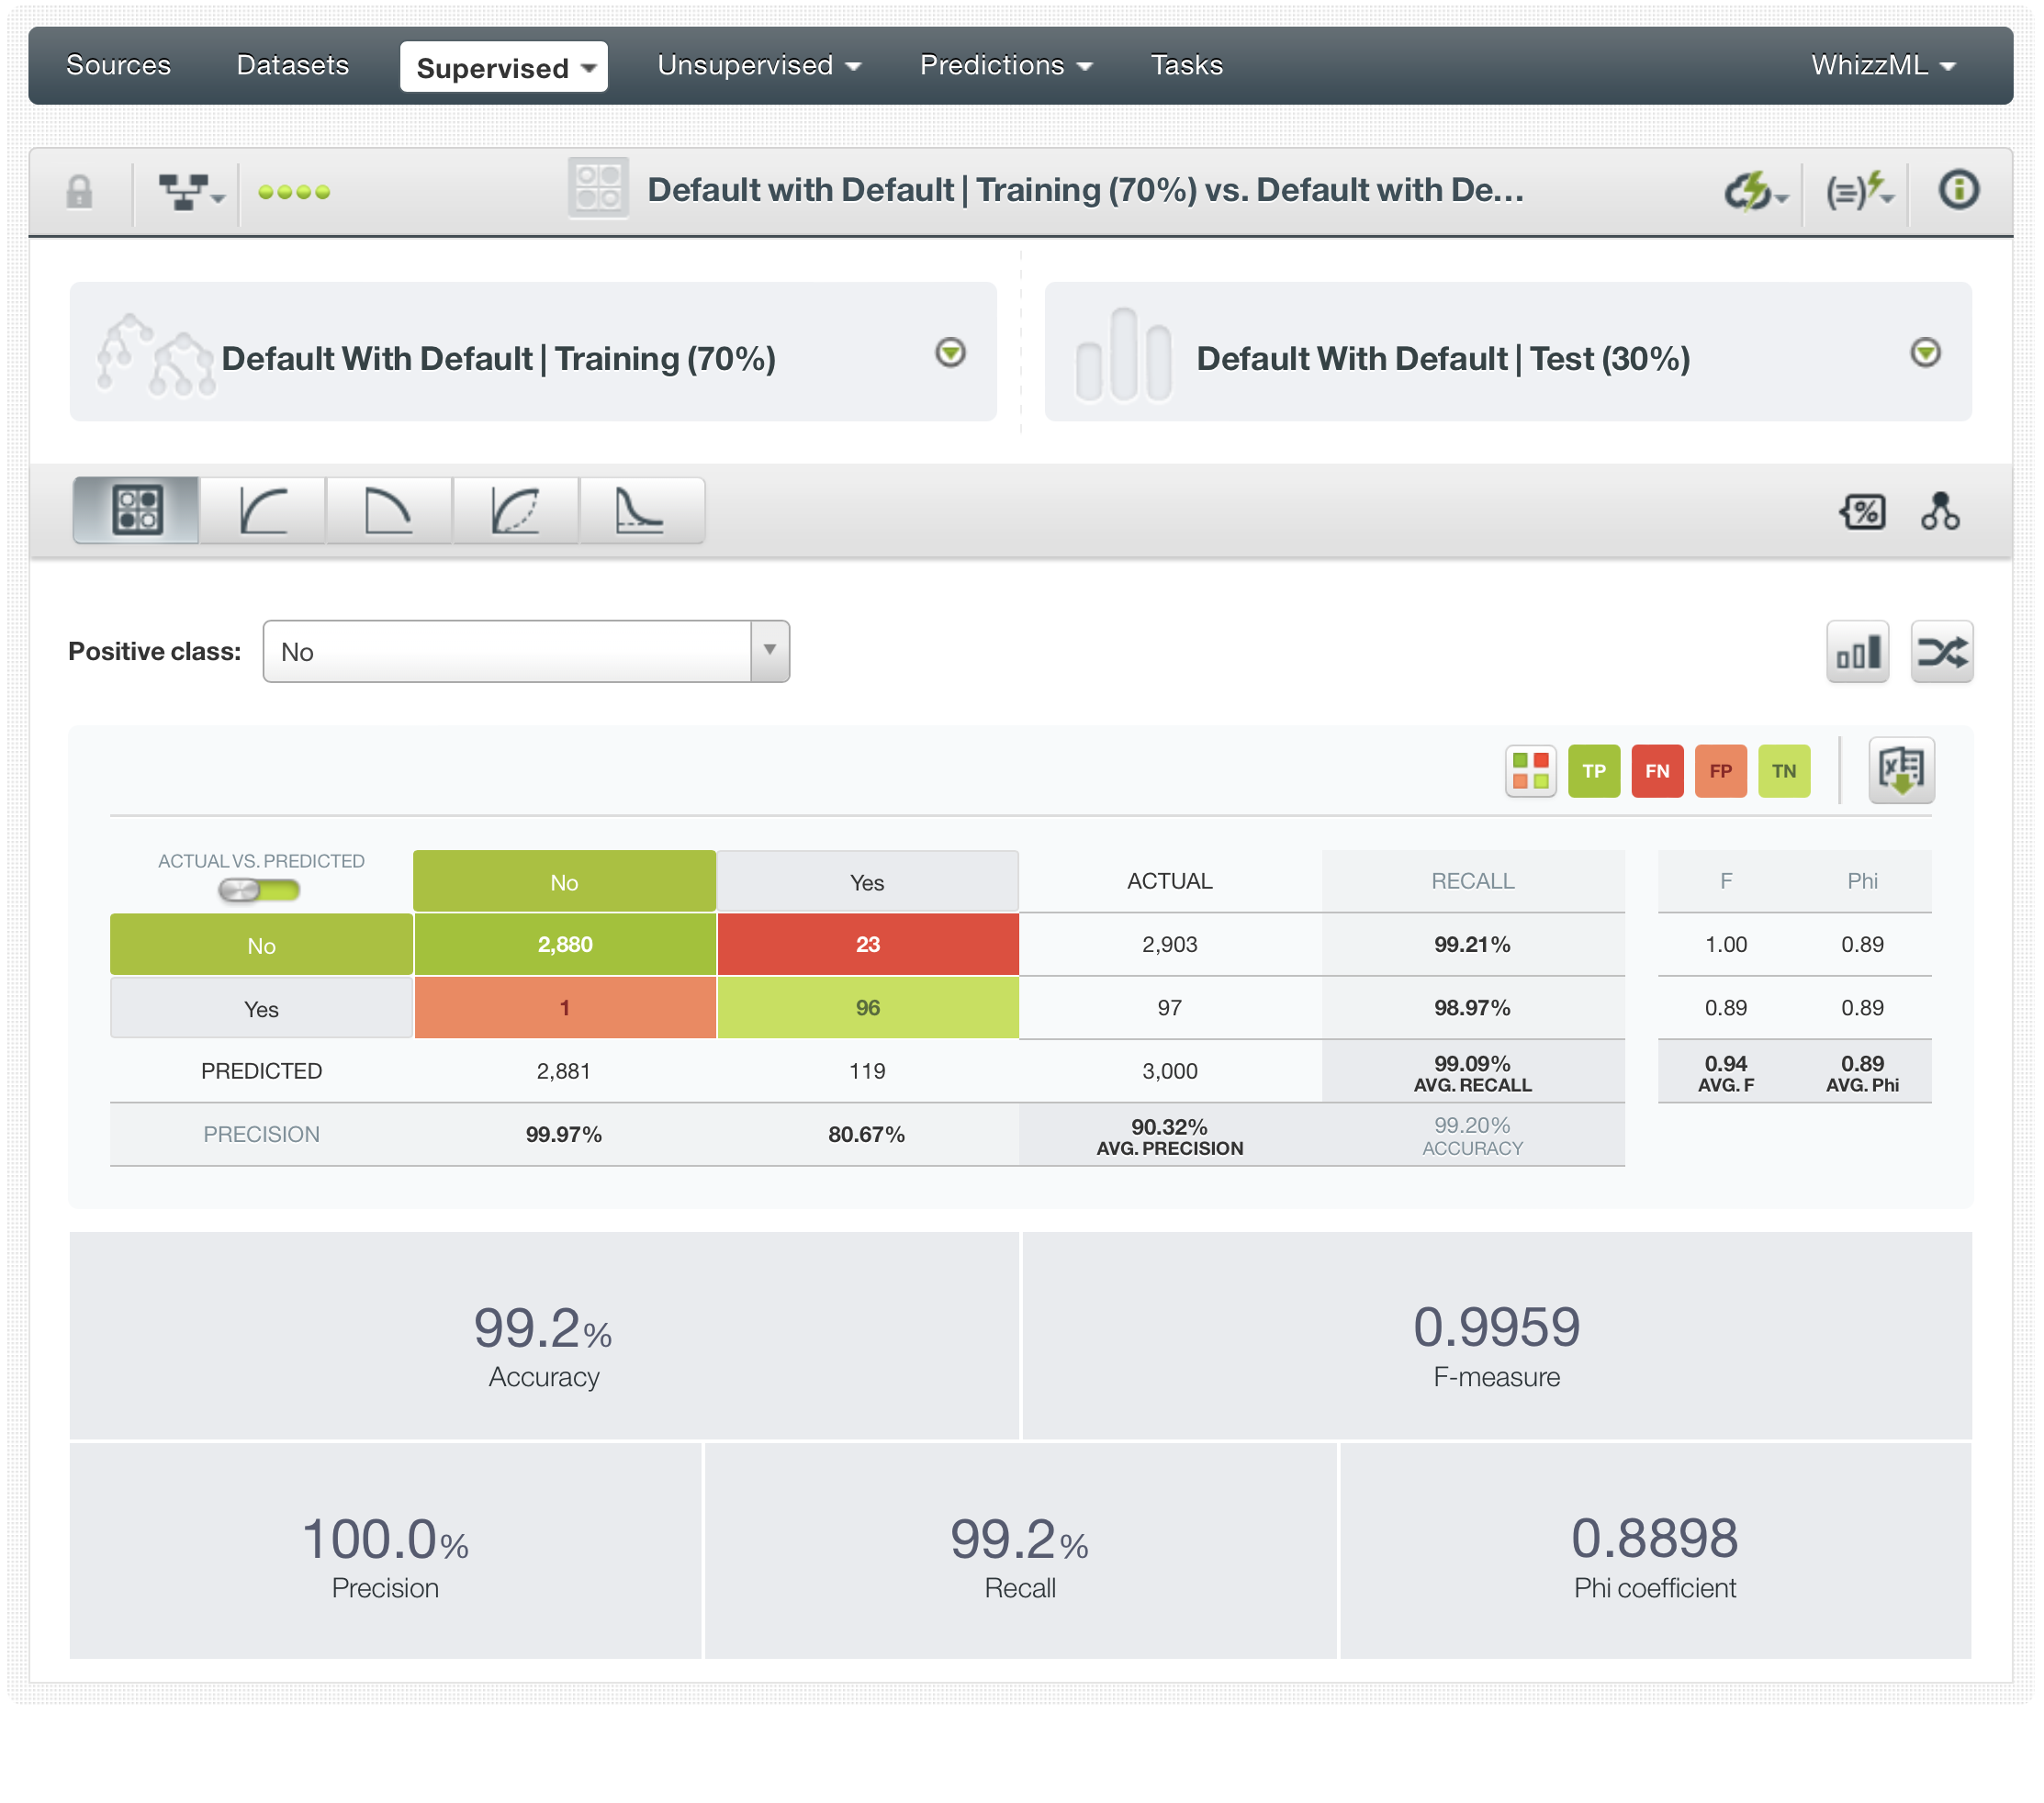 Sources Datasets Supervised Unsupervised Predictions Tasks WhizzML
Default with Default | Training (70%) vs. Default with De...
Default With Default | Training (70%)
Default With Default | Test (30%)
%
Positive class: No
TP FN FP TN
ACTUAL VS. PREDICTED No Yes ACTUAL RECALL F Phi
No 2,880 23 2,903 99.21% 1.00 0.89
Yes 1 96 97 98.97% 0.89 0.89
PREDICTED 2,881 119 3,000 99.09% 0.94 0.89
AVG. RECALL AVG. F AVG. Phi
PRECISION 99.97% 80.67% 90.32% 99.20%
AVG. PRECISION ACCURACY
99.2% 0.9959
Accuracy F-measure
100.0% 99.2% 0.8898
Precision Recall Phi coefficient